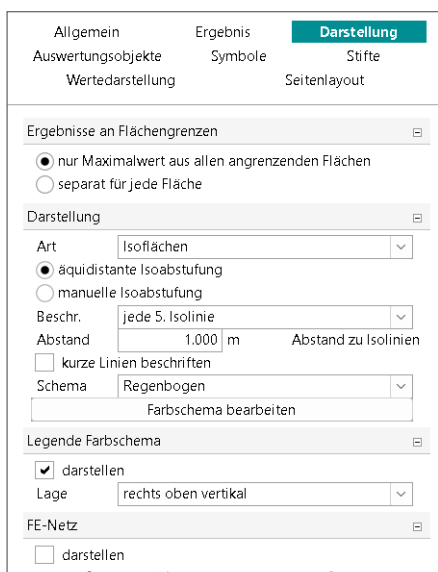 Allgemein Ergebnis Darstellung
Auswertungsobjekte Symbole Stifte
Wertedarstellung Seitenlayout
Ergebnisse an Flächengrenzen
nur Maximalwert aus allen angrenzenden Flächen
separat für jede Fläche
Darstellung
Art Isoflächen
äquidistante Isoabstufung
manuelle Isoabstufung
Beschr. jede 5. Isolinie
Abstand 1.000 m Abstand zu Isolinien
kurze Linien beschriften
Schema Regenbogen
Farbschema bearbeiten
Legende Farbschema
darstellen
Lage rechts oben vertikal
FE-Netz
darstellen